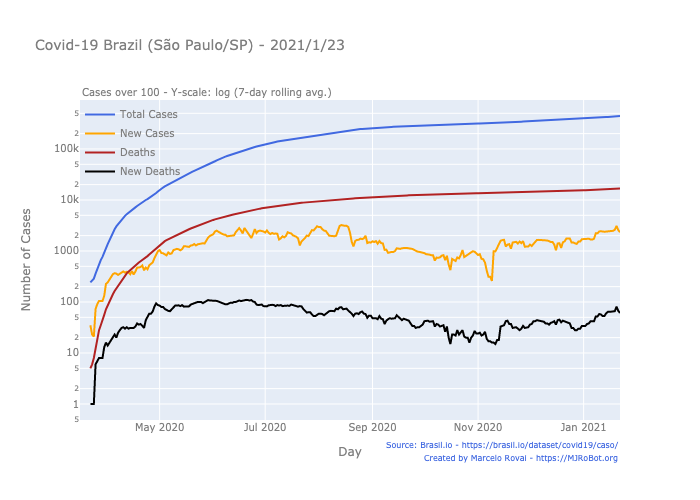 Covid-19 Brazil (São Paulo/SP) - 2021/1/23
Cases over 100 - Y-scale: log (7-day rolling avg.)
Total Cases
New Cases
Deaths
New Deaths
Number of Cases
5
100k
5
2
10k
5
2
1000
5
2
100
5
2
10
5
2
1
5
May 2020
Jul 2020
Sep 2020
Nov 2020
Jan 2021
Day
Source: Brasil.io - https://brasil.io/dataset/covid19/caso/
Created by Marcelo Rovai - https://MJRoBot.org